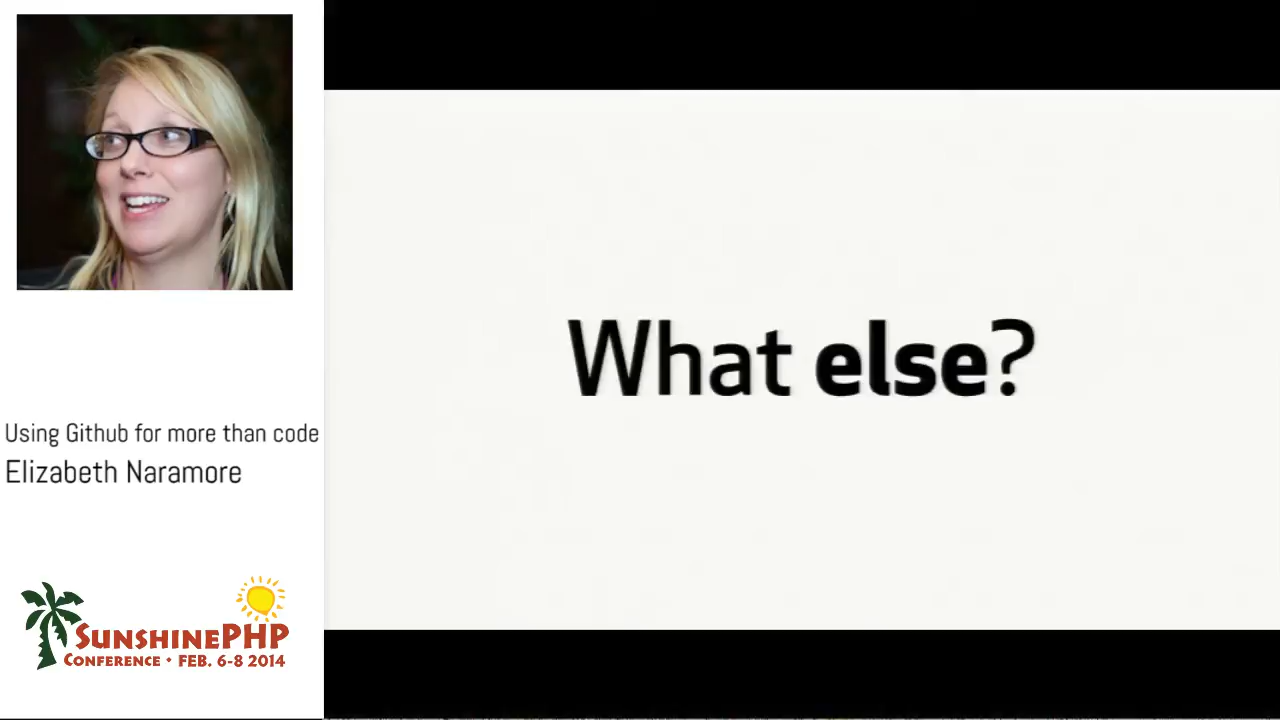 What else?
Using Github for more than code
Elizabeth Naramore
SUNSHINEPHP
CONFERENCE • FEB. 6-8 2014